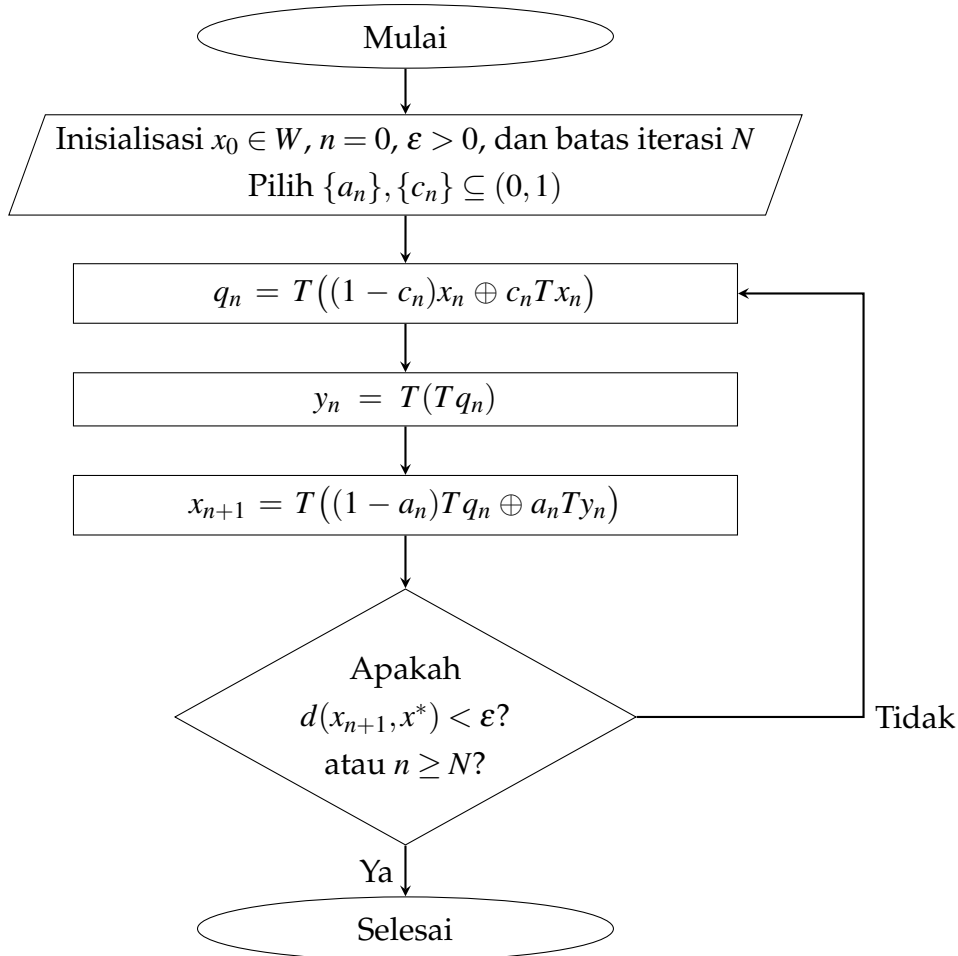 Mulai
Inisialisasi x₀ ∈ W, n = 0, ε > 0, dan batas iterasi N
Pilih {aₙ}, {cₙ} ⊆ (0, 1)
qₙ = T((1 − cₙ)xₙ ⊕ cₙTxₙ)
yₙ = T(Tqₙ)
xₙ₊₁ = T((1 − aₙ)Tqₙ ⊕ aₙTyₙ)
Apakah
d(xₙ₊₁, x*) < ε?
atau n ≥ N?
Tidak
Ya
Selesai